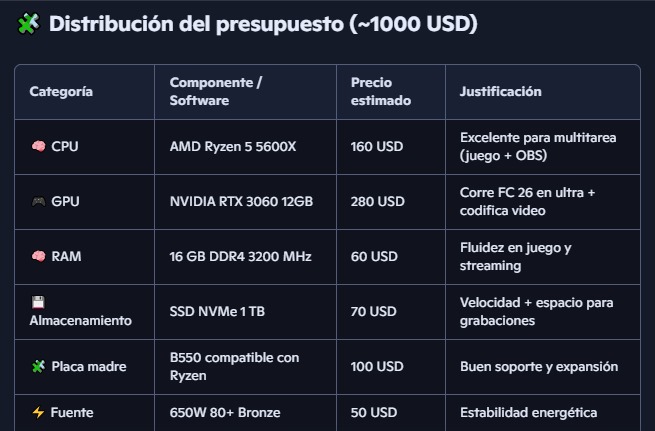 🧩 Distribución del presupuesto (~1000 USD)
Categoría
Componente /
Software
Precio
estimado
Justificación
🧠 CPU
AMD Ryzen 5 5600X
160 USD
Excelente para multitarea
(juego + OBS)
🎮 GPU
NVIDIA RTX 3060 12GB
280 USD
Corre FC 26 en ultra +
codifica video
🧠 RAM
16 GB DDR4 3200 MHz
60 USD
Fluidez en juego y
streaming
💾
Almacenamiento
SSD NVMe 1 TB
70 USD
Velocidad + espacio para
grabaciones
🧩 Placa madre
B550 compatible con
Ryzen
100 USD
Buen soporte y expansión
⚡ Fuente
650W 80+ Bronze
50 USD
Estabilidad energética